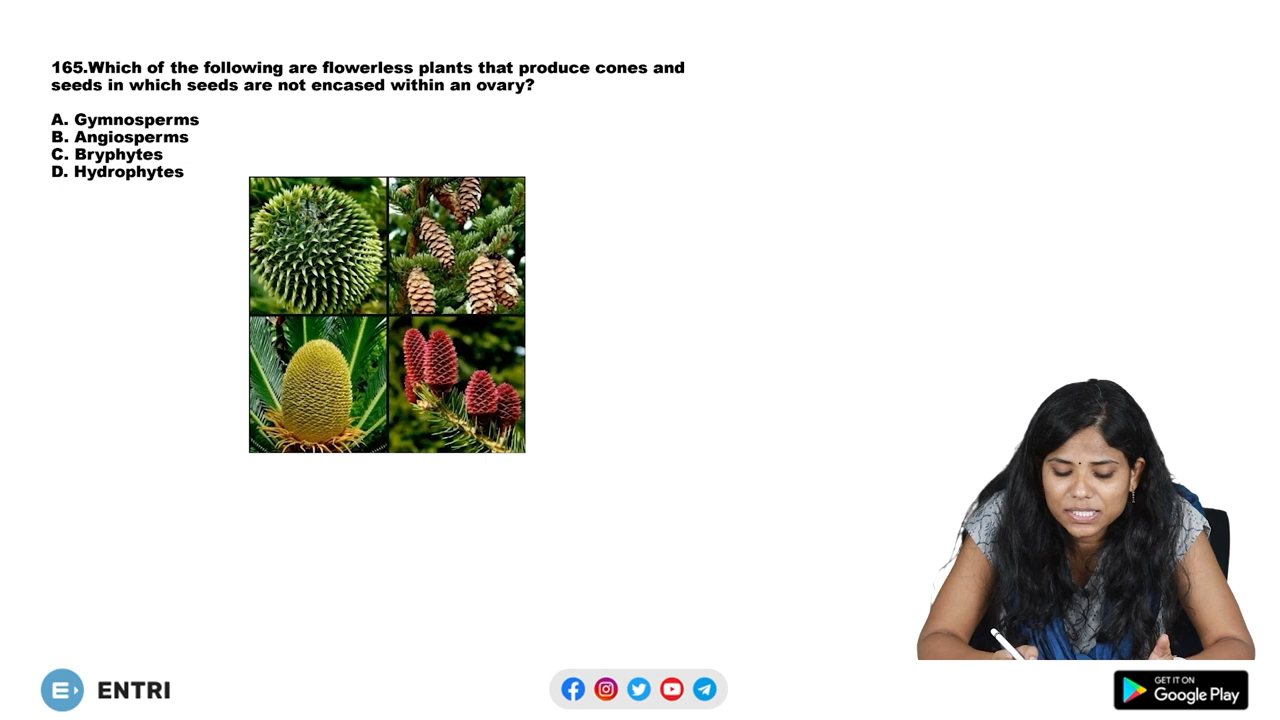 165.Which of the following are flowerless plants that produce cones and
seeds in which seeds are not encased within an ovary?
A. Gymnosperms
B. Angiosperms
C. Bryphytes
D. Hydrophytes
E ENTRI
GET IT ON
Google Play